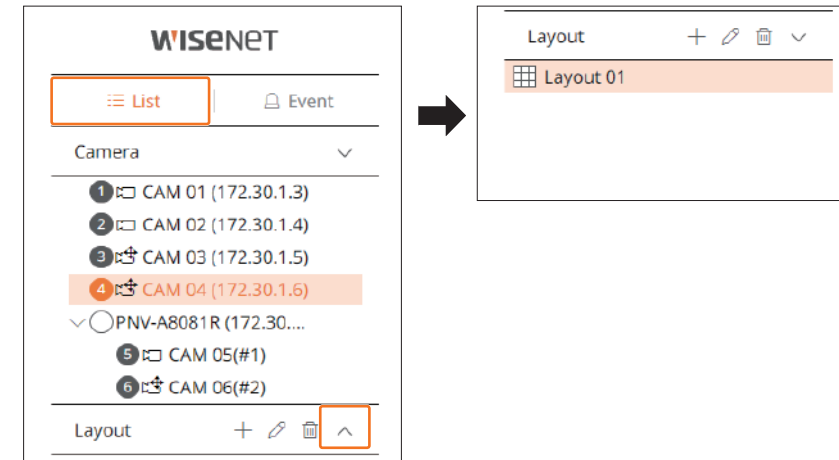 WISENET
List
Event
Camera
1 CAM 01 (172.30.1.3)
2 CAM 02 (172.30.1.4)
3 CAM 03 (172.30.1.5)
4 CAM 04 (172.30.1.6)
PNV-A8081R (172.30....
5 CAM 05(#1)
6 CAM 06(#2)
Layout
Layout
Layout 01